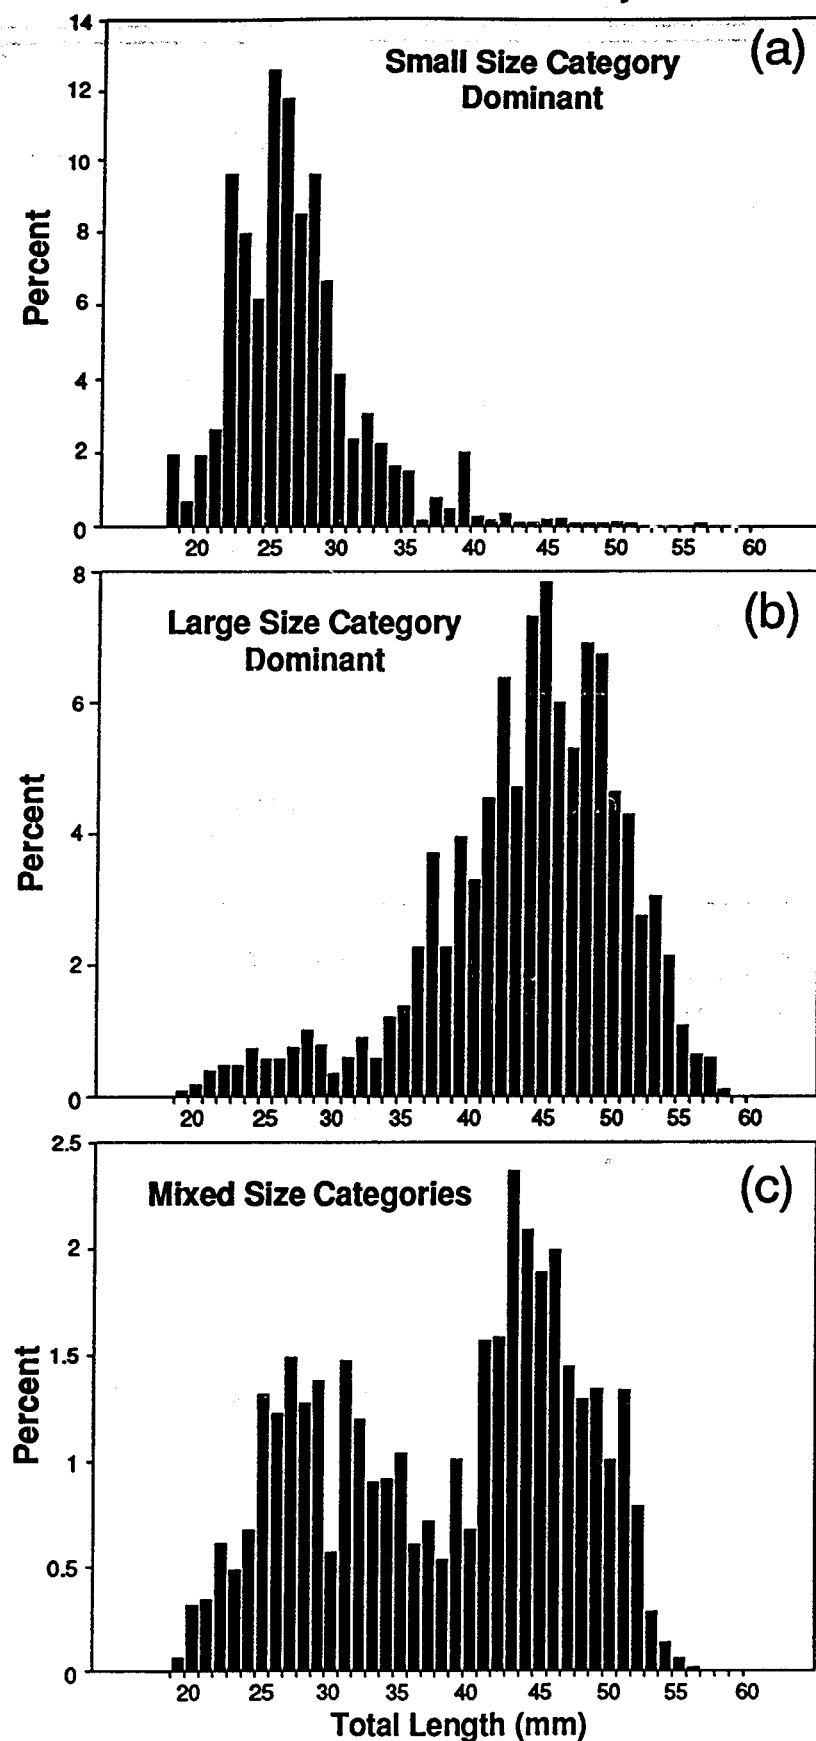 (a)
Small Size Category
Dominant
Percent
14
12
10
8
6
4
2
0
20 25 30 35 40 45 50 55 60
(b)
Large Size Category
Dominant
Percent
8
6
4
2
0
20 25 30 35 40 45 50 55 60
(c)
Mixed Size Categories
Percent
2.5
2
1.5
1
0.5
0
20 25 30 35 40 45 50 55 60
Total Length (mm)